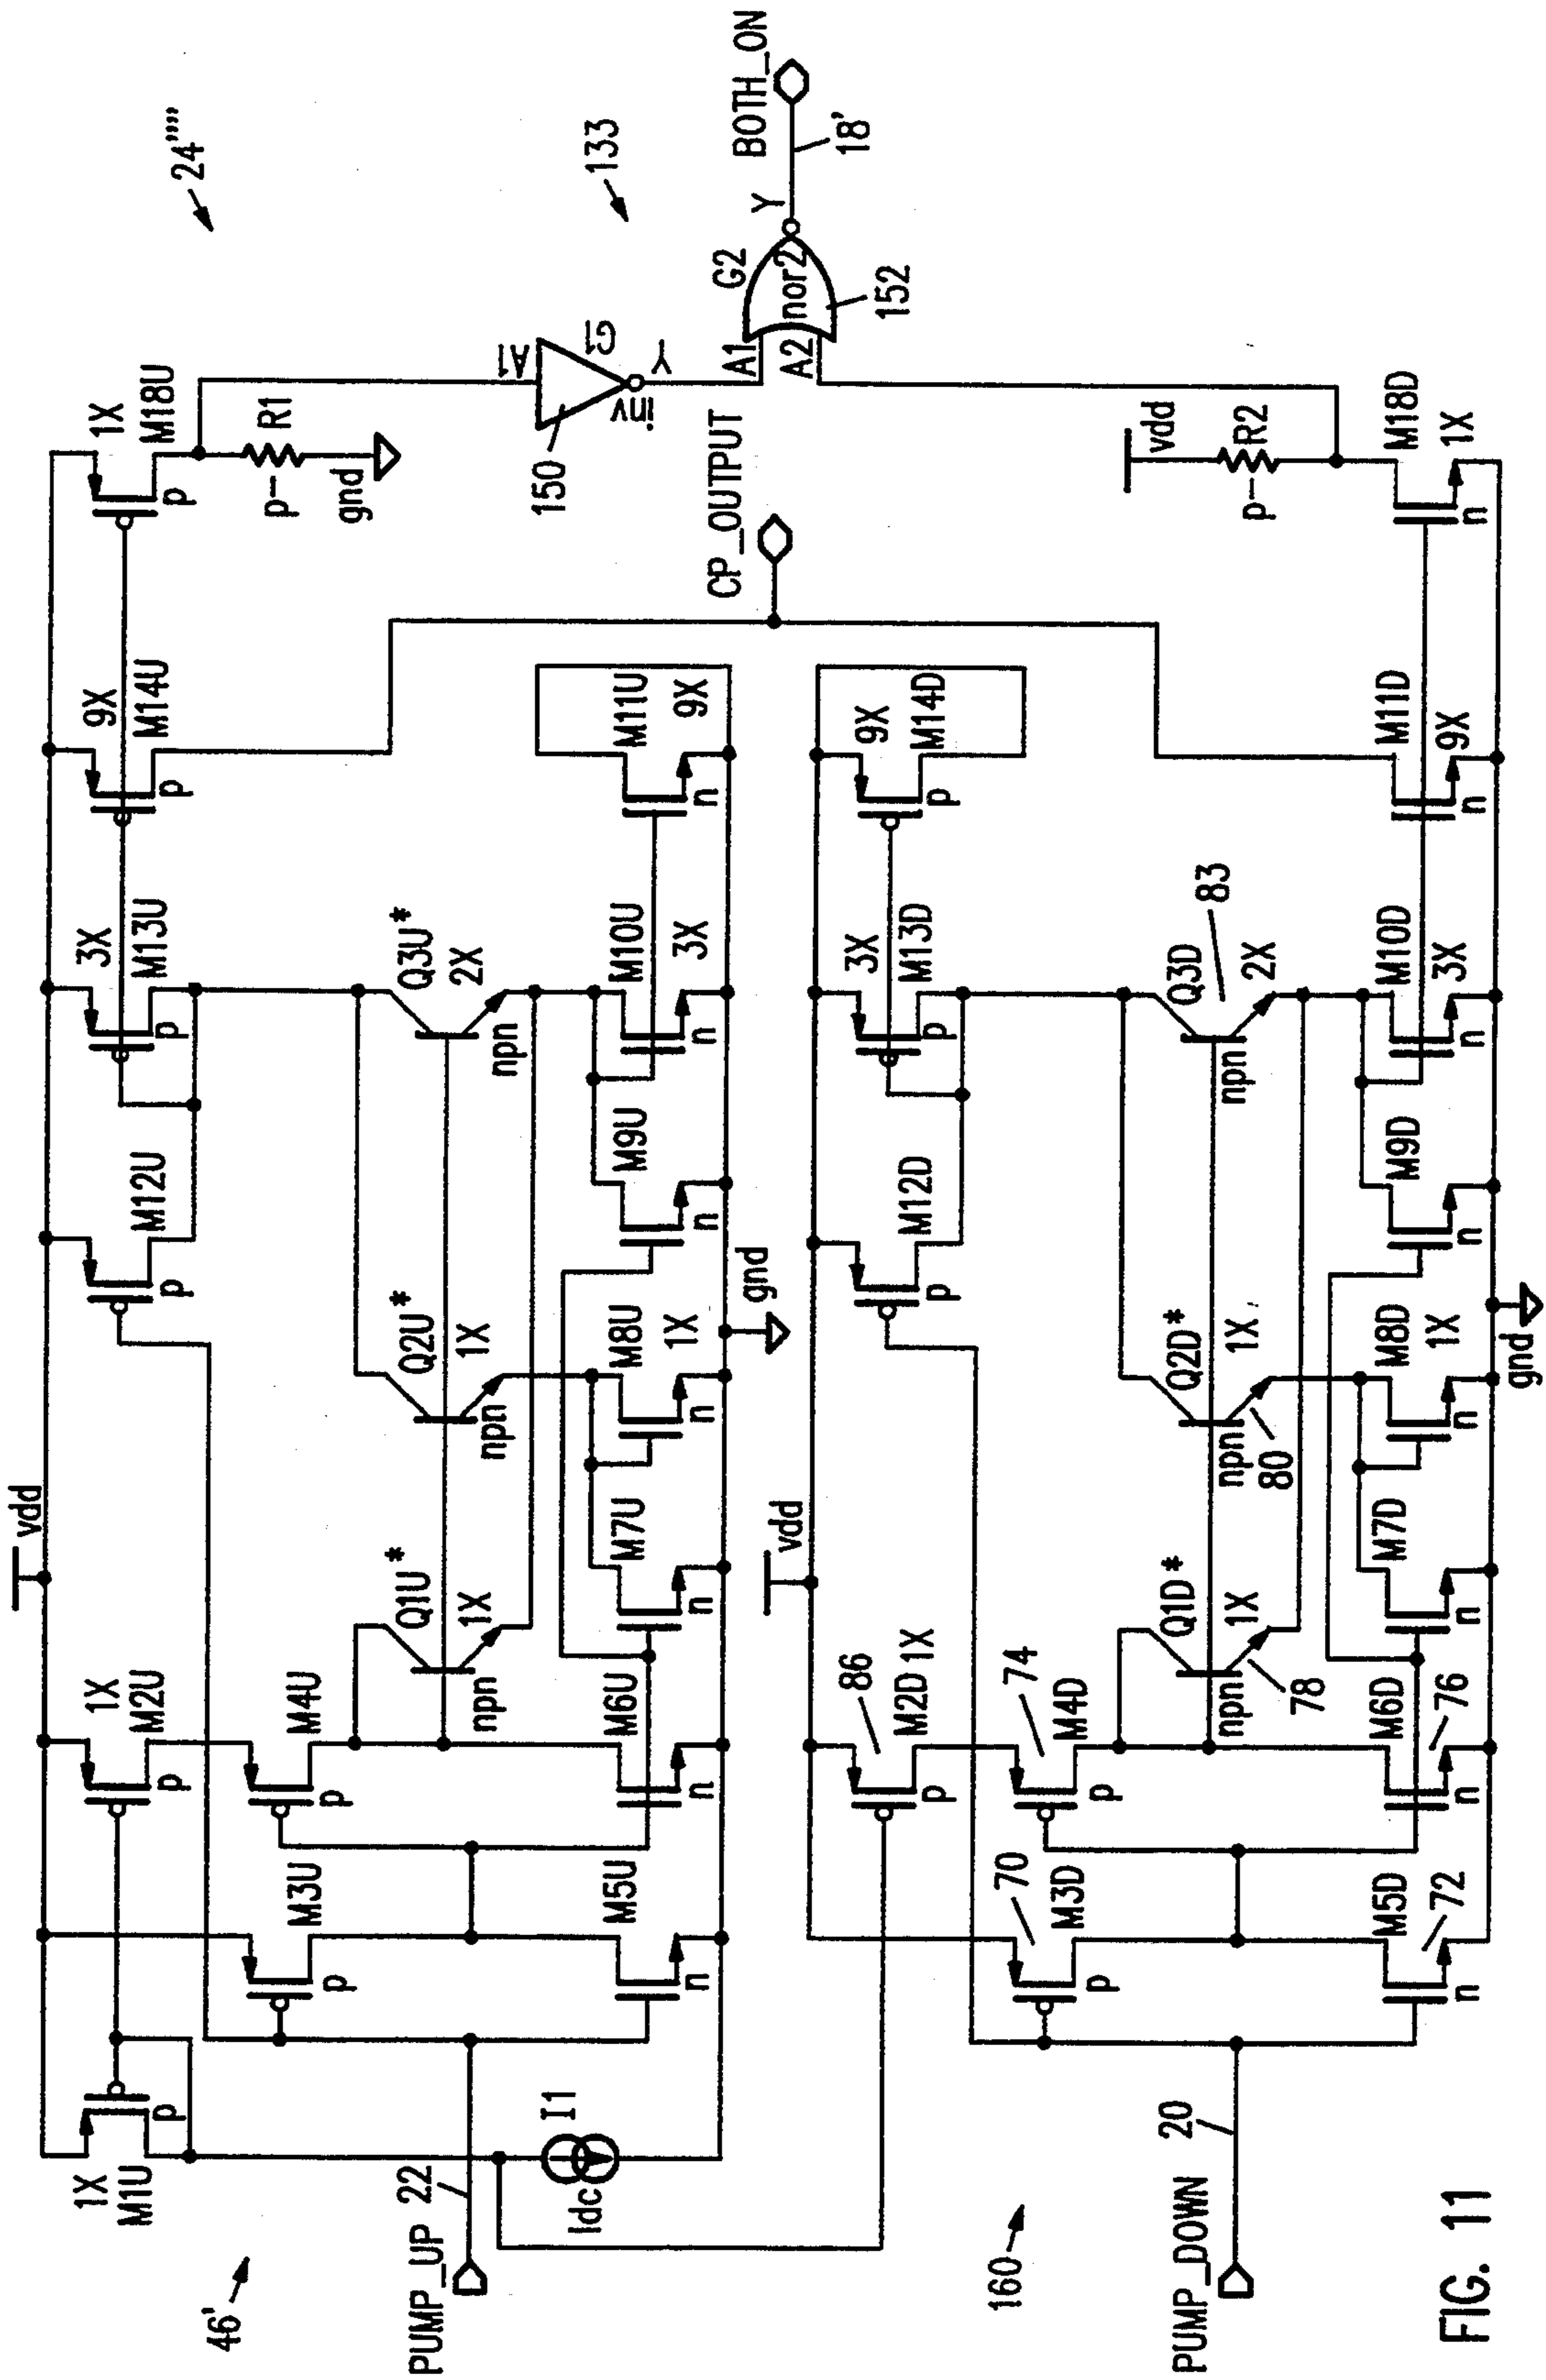 24""
133
BOTH_ON
18'
Y
G2
nor2
152
A1
A2
A1
G1
inv
Y
150
1X
M18U
p
R1
p-
gnd
CP_OUTPUT
vdd
R2
p-
M18D
1X
n
9X
M14U
p
M11U
9X
n
9X
M14D
p
M11D
9X
n
3X
M13U
p
Q3U*
2X
npn
M10U
3X
n
3X
M13D
p
Q3D
83
2X
npn
M10D
3X
n
M12U
p
M9U
n
M12D
p
M9D
n
Q2U*
1X
npn
M8U
1X
n
gnd
Q2D*
1X
npn
80
M8D
1X
n
gnd
vdd
Q1U*
1X
npn
M7U
n
vdd
Q1D*
1X
npn
78
M7D
n
1X
M2U
p
M4U
p
M6U
n
86
M2D 1X
p
74
M4D
p
M6D
76
n
M3U
p
M5U
n
70
M3D
p
M5D
72
n
1X
M1U
p
I1
Idc
PUMP_UP 22
46'
PUMP_DOWN 20
160
FIG. 11